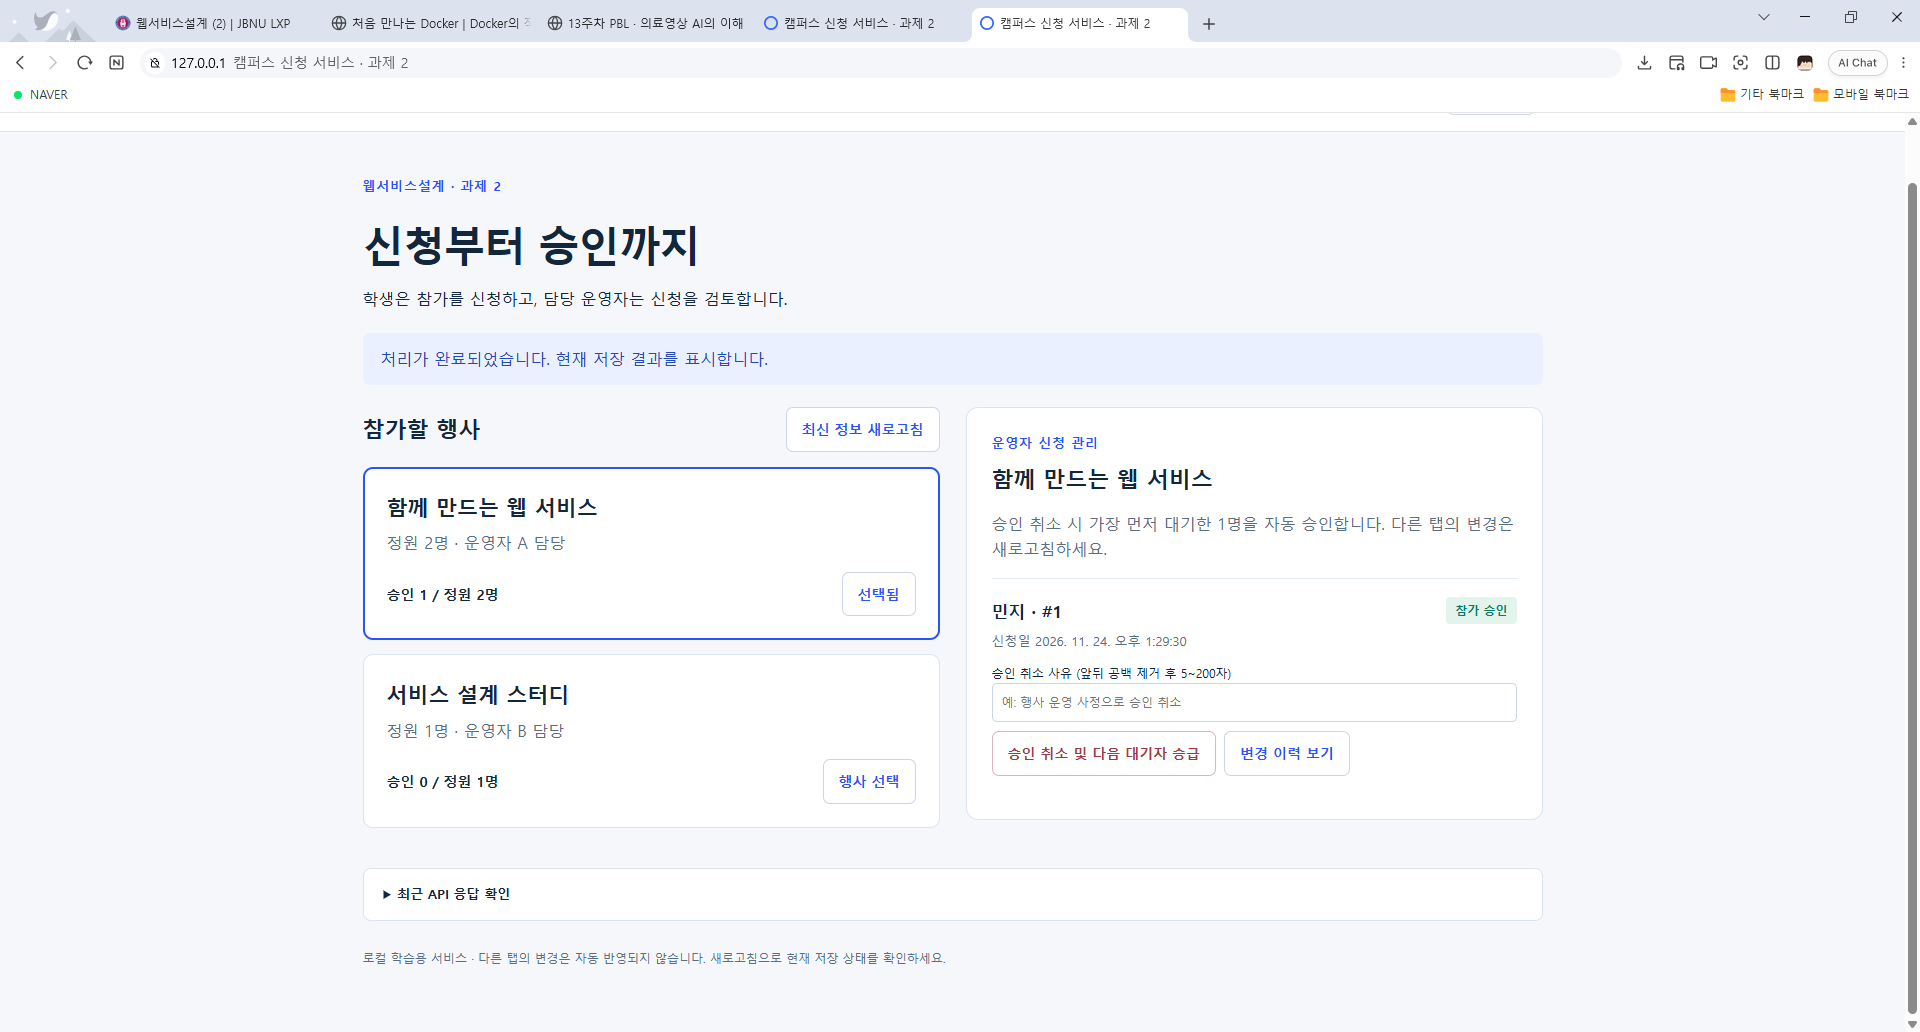 웹서비스설계 (2) | JBNU LXP
처음 만나는 Docker | Docker의
13주차 PBL · 의료영상 AI의 이해
캠퍼스 신청 서비스 · 과제 2
캠퍼스 신청 서비스 · 과제 2
127.0.0.1 캠퍼스 신청 서비스 · 과제 2
AI Chat
NAVER
기타 북마크
모바일 북마크
웹서비스설계 · 과제 2
신청부터 승인까지
학생은 참가를 신청하고, 담당 운영자는 신청을 검토합니다.
처리가 완료되었습니다. 현재 저장 결과를 표시합니다.
참가할 행사
최신 정보 새로고침
함께 만드는 웹 서비스
정원 2명 · 운영자 A 담당
승인 1 / 정원 2명
선택됨
서비스 설계 스터디
정원 1명 · 운영자 B 담당
승인 0 / 정원 1명
행사 선택
운영자 신청 관리
함께 만드는 웹 서비스
승인 취소 시 가장 먼저 대기한 1명을 자동 승인합니다. 다른 탭의 변경은
새로고침하세요.
민지 · #1
참가 승인
신청일 2026. 11. 24. 오후 1:29:30
승인 취소 사유 (앞뒤 공백 제거 후 5~200자)
예: 행사 운영 사정으로 승인 취소
승인 취소 및 다음 대기자 승급
변경 이력 보기
▶ 최근 API 응답 확인
로컬 학습용 서비스 · 다른 탭의 변경은 자동 반영되지 않습니다. 새로고침으로 현재 저장 상태를 확인하세요.